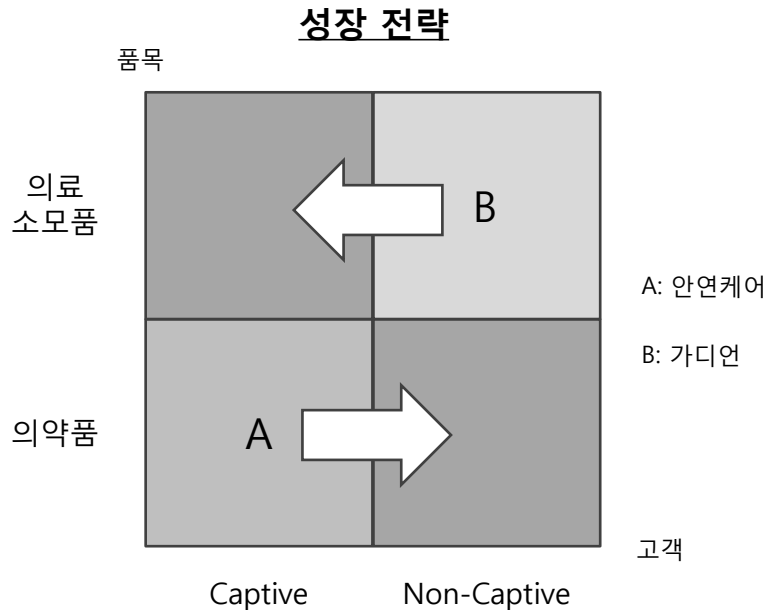 성장 전략
품목
의료
소모품
B
A: 안연케어
B: 가디언
의약품
A
고객
Captive
Non-Captive